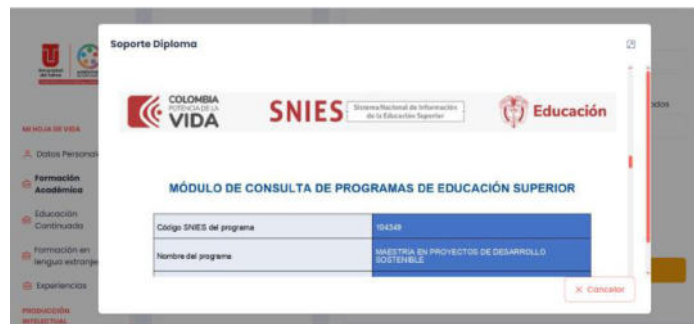 Soporte Diploma
COLOMBIA
POTENCIA DE LA
VIDA
SNIES
Sistema Nacional de Información
de la Educación Superior
Educación
MI HOJA DE VIDA
Datos Personal
Formación
Académica
Educación
Continuada
Formación en
lengua extranje
Experiencias
PRODUCCIÓN
INTELECTUAL
MÓDULO DE CONSULTA DE PROGRAMAS DE EDUCACIÓN SUPERIOR
Código SNIES del programa
104349
Nombre del programa
MAESTRÍA EN PROYECTOS DE DESARROLLO
SOSTENIBLE
Cancelar